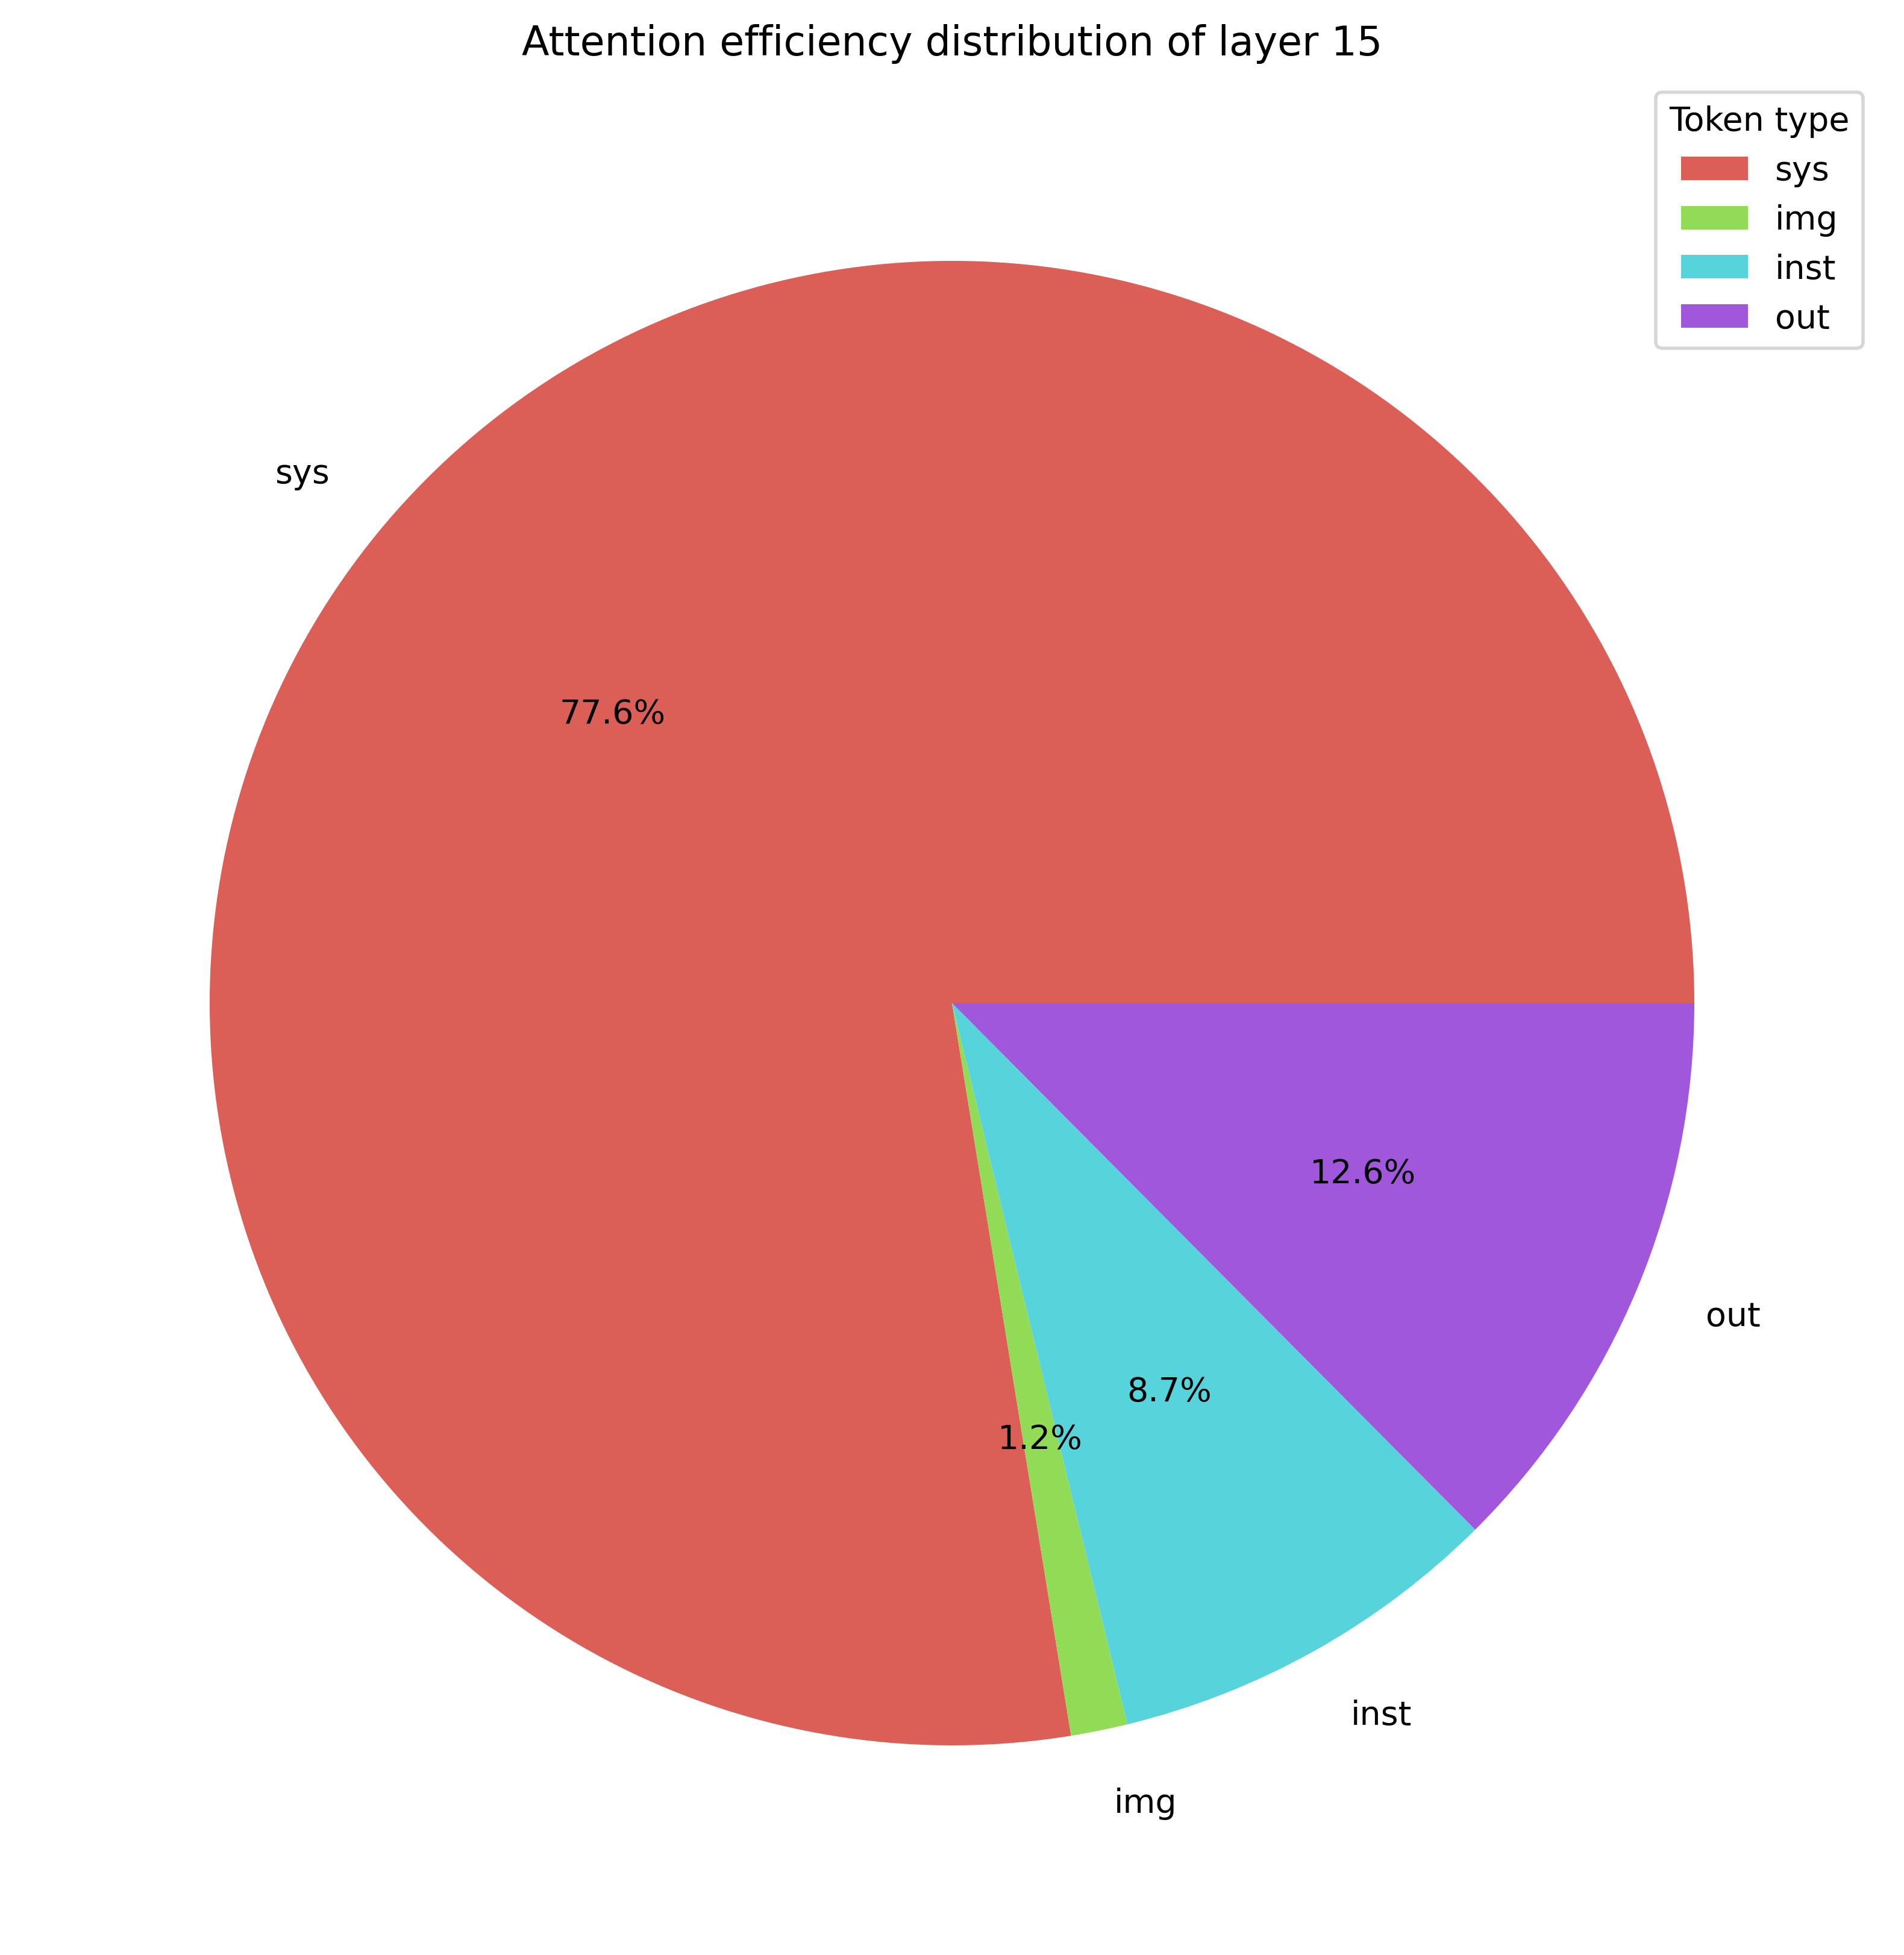 Attention efficiency distribution of layer 15
Token type
sys
img
inst
out
sys
77.6%
12.6%
out
8.7%
1.2%
inst
img